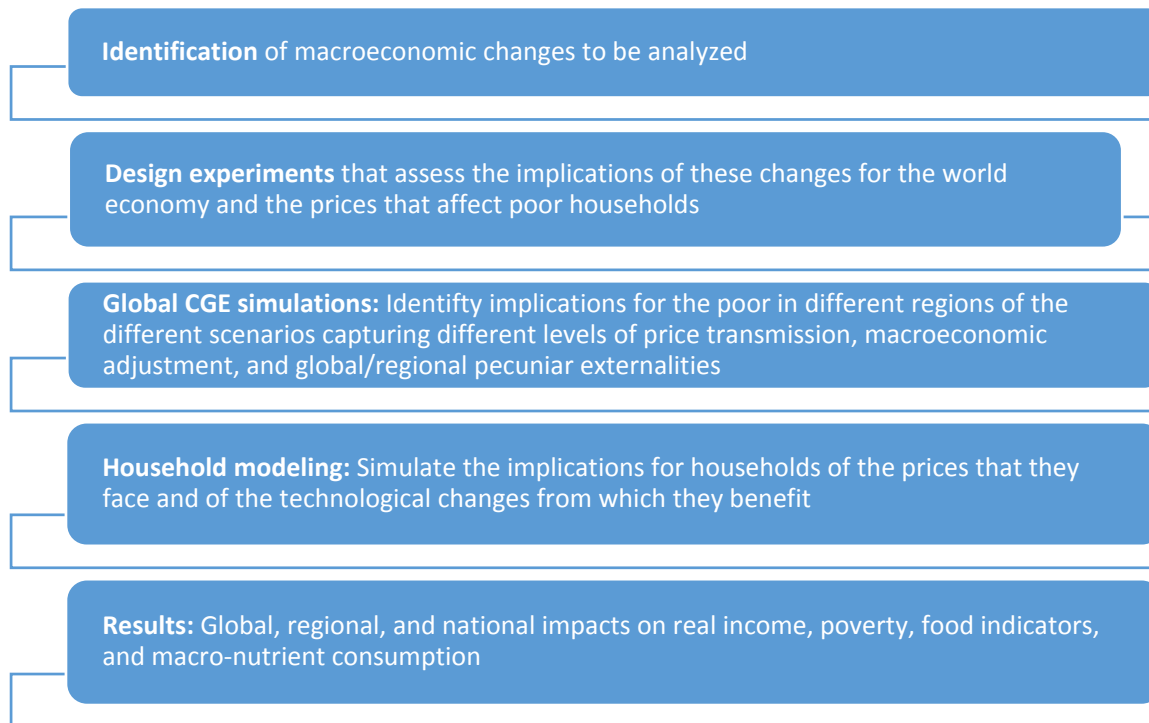 Identification of macroeconomic changes to be analyzed
Design experiments that assess the implications of these changes for the world
economy and the prices that affect poor households
Global CGE simulations: Identifty implications for the poor in different regions of the
different scenarios capturing different levels of price transmission, macroeconomic
adjustment, and global/regional pecuniar externalities
Household modeling: Simulate the implications for households of the prices that they
face and of the technological changes from which they benefit
Results: Global, regional, and national impacts on real income, poverty, food indicators,
and macro-nutrient consumption